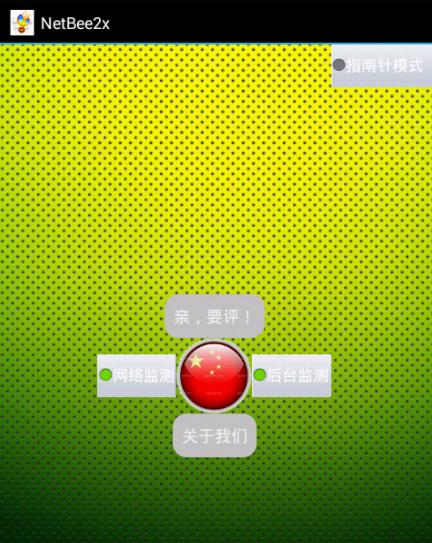 NetBee2x
指南针模式
亲，要评！
网络监测
后台监测
关于我们